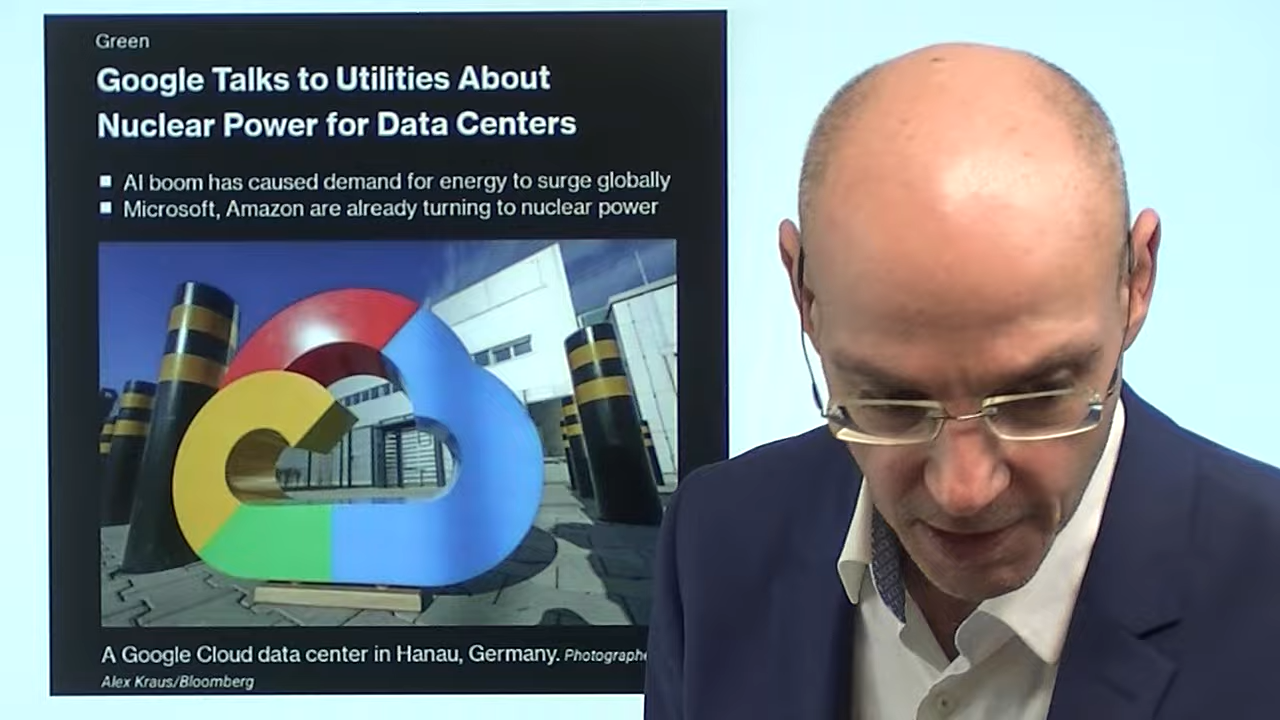 Green
Google Talks to Utilities About
Nuclear Power for Data Centers
AI boom has caused demand for energy to surge globally
Microsoft, Amazon are already turning to nuclear power
A Google Cloud data center in Hanau, Germany. Photographe
Alex Kraus/Bloomberg